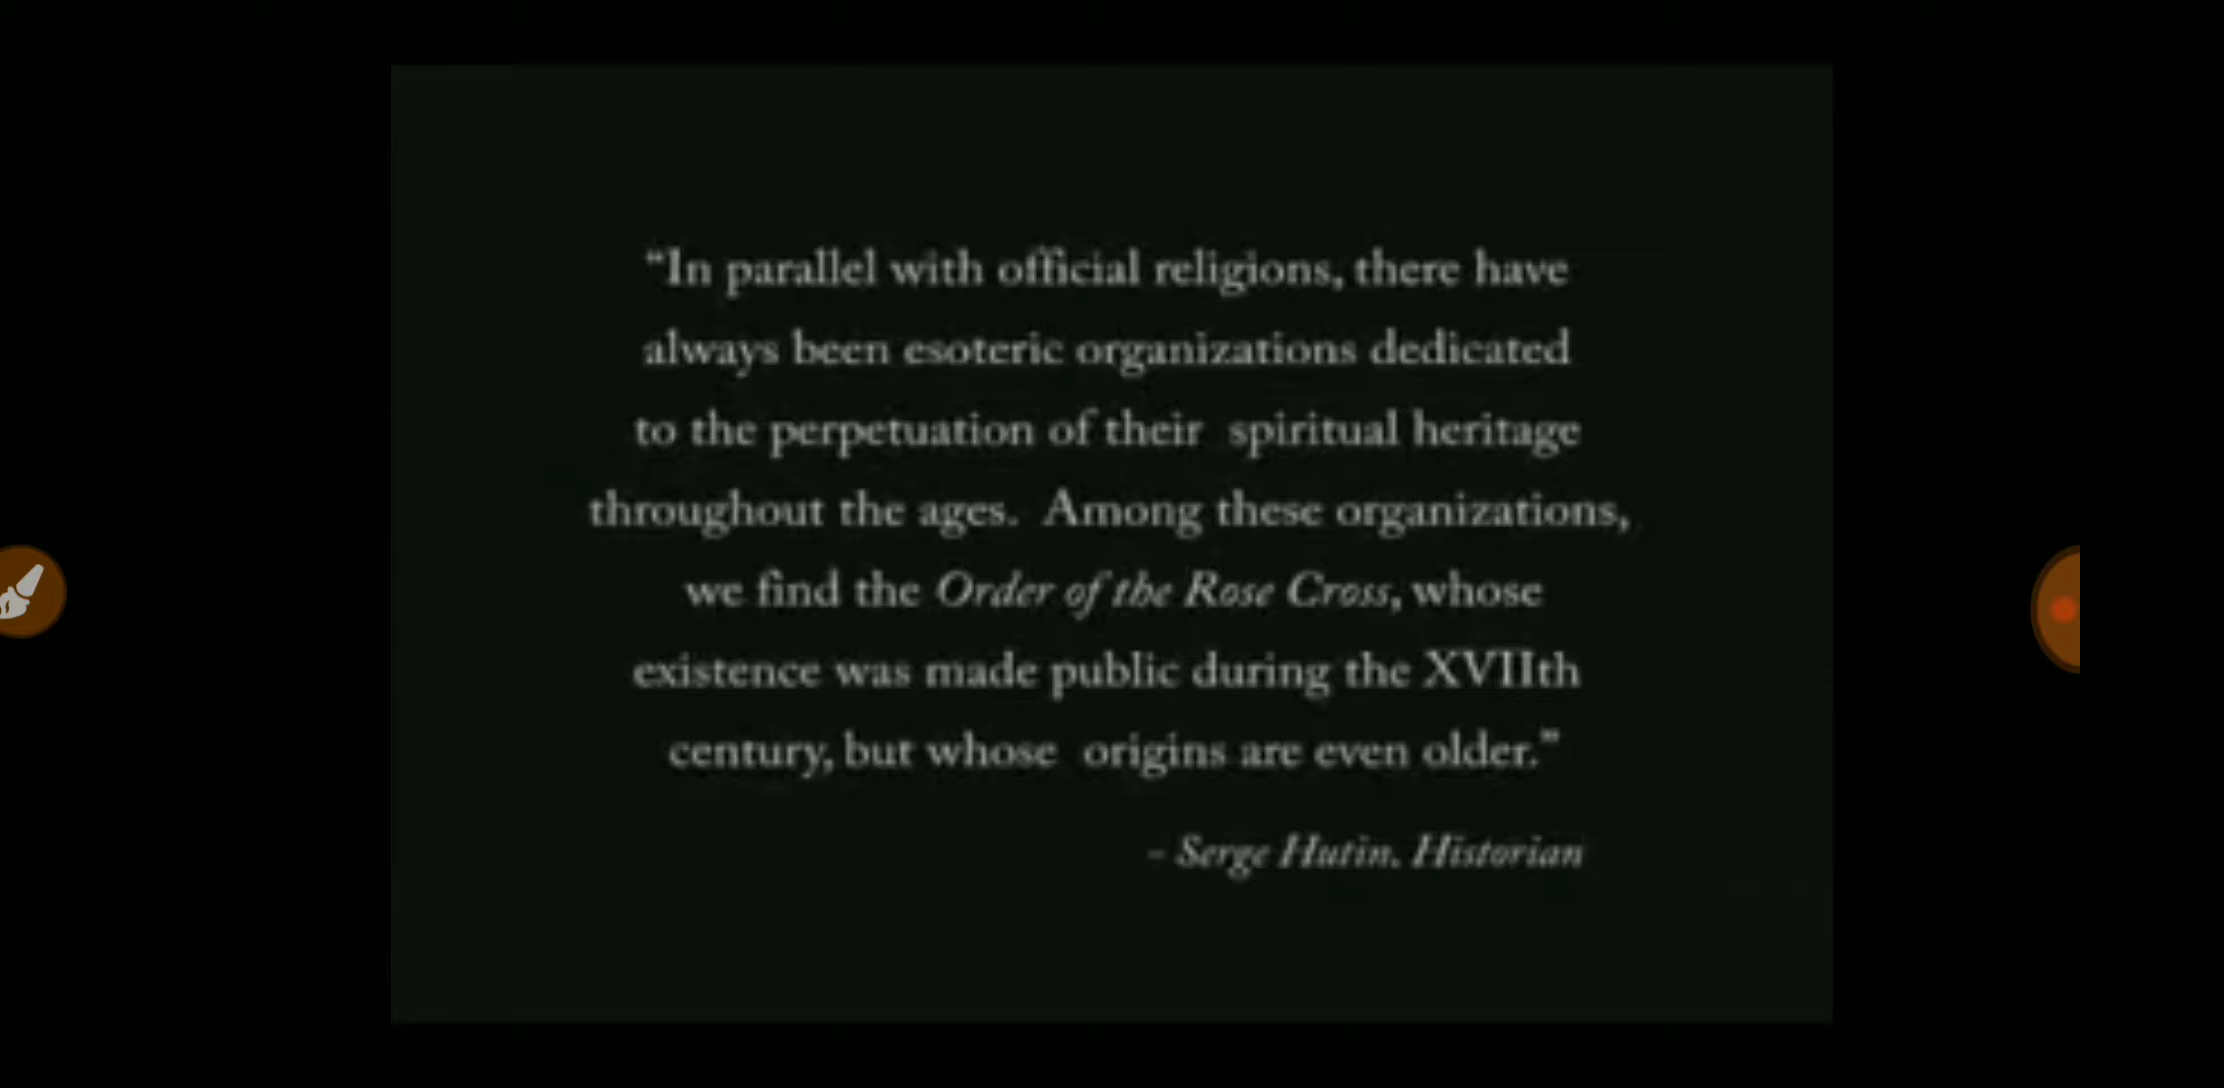 “In parallel with official religions, there have
always been esoteric organizations dedicated
to the perpetuation of their spiritual heritage
throughout the ages. Among these organizations,
we find the Order of the Rose Cross, whose
existence was made public during the XVIIth
century, but whose origins are even older.”
- Serge Hutin. Historian